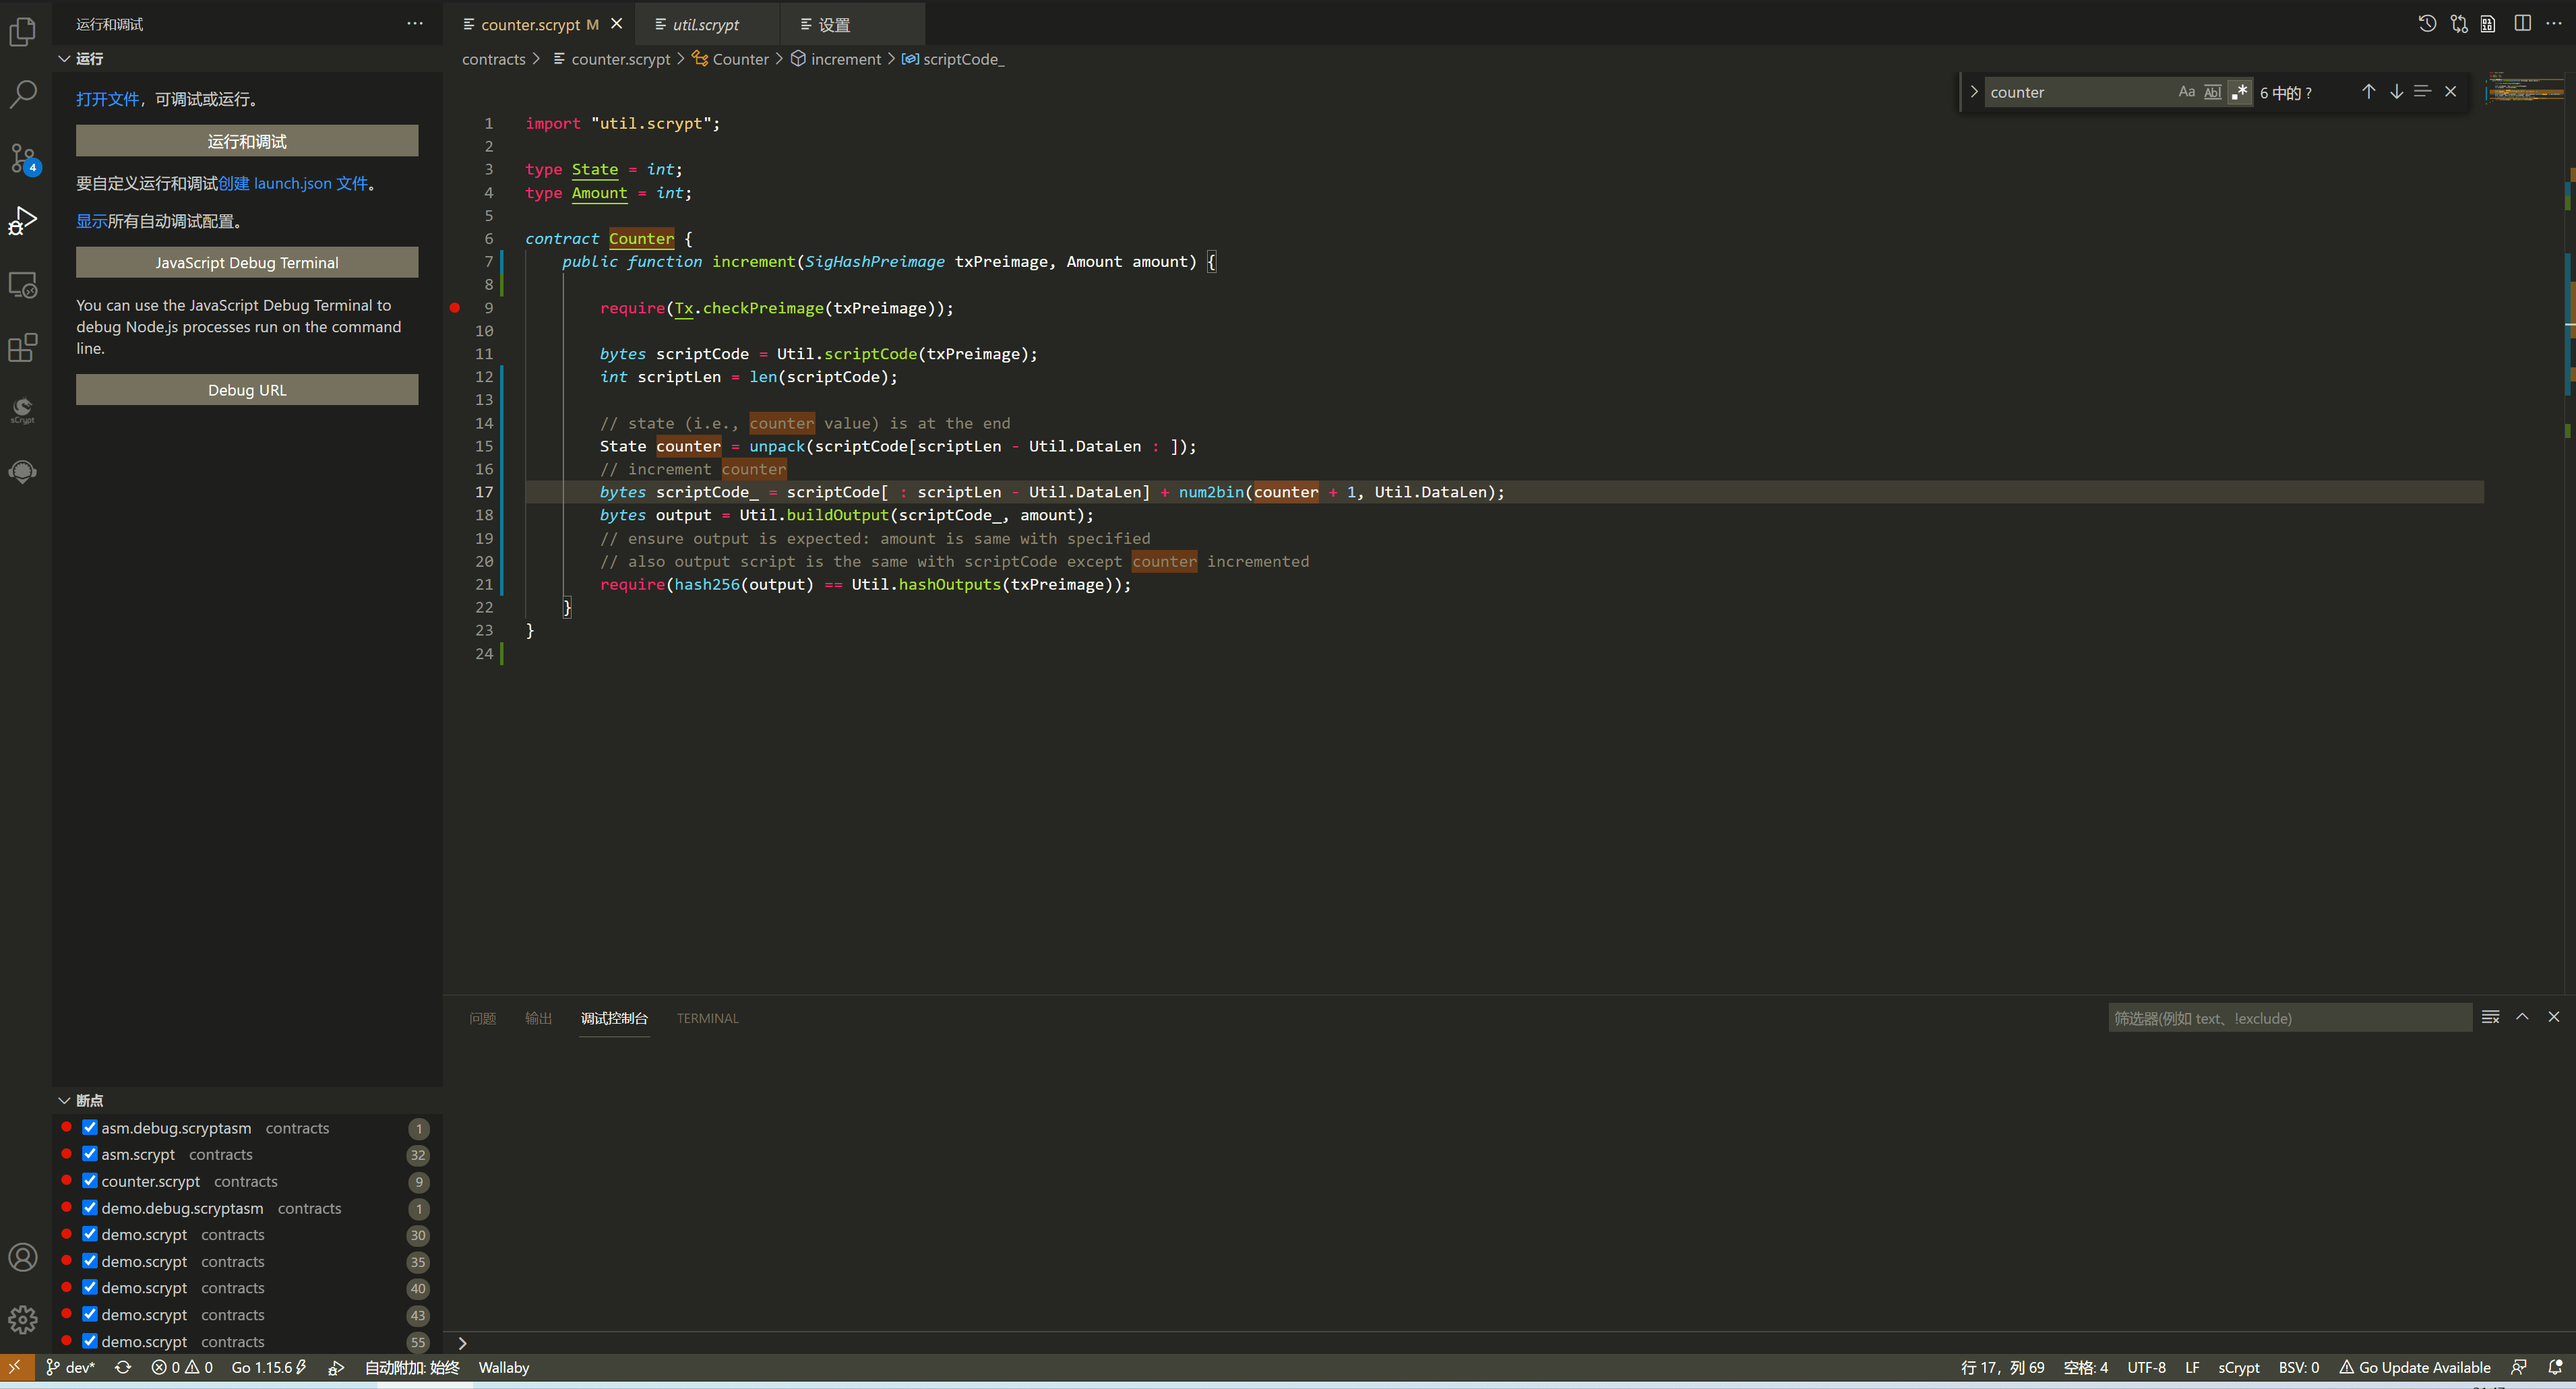 运行和调试
counter.scrypt M
util.scrypt
设置
运行
contracts > counter.scrypt > Counter > increment > scriptCode_
打开文件，可调试或运行。
运行和调试
要自定义运行和调试创建 launch.json 文件。
显示所有自动调试配置。
JavaScript Debug Terminal
You can use the JavaScript Debug Terminal to
debug Node.js processes run on the command
line.
Debug URL
sCrypt
4
counter
Aa
Abl
.*
6 中的 ?
1 import "util.scrypt";
2
3 type State = int;
4 type Amount = int;
5
6 contract Counter {
7 public function increment(SigHashPreimage txPreimage, Amount amount) {
8
9 require(Tx.checkPreimage(txPreimage));
10
11 bytes scriptCode = Util.scriptCode(txPreimage);
12 int scriptLen = len(scriptCode);
13
14 // state (i.e., counter value) is at the end
15 State counter = unpack(scriptCode[scriptLen - Util.DataLen : ]);
16 // increment counter
17 bytes scriptCode_ = scriptCode[ : scriptLen - Util.DataLen] + num2bin(counter + 1, Util.DataLen);
18 bytes output = Util.buildOutput(scriptCode_, amount);
19 // ensure output is expected: amount is same with specified
20 // also output script is the same with scriptCode except counter incremented
21 require(hash256(output) == Util.hashOutputs(txPreimage));
22 }
23 }
24
问题 输出 调试控制台 TERMINAL
筛选器(例如 text、!exclude)
断点
asm.debug.scryptasm contracts 1
asm.scrypt contracts 32
counter.scrypt contracts 9
demo.debug.scryptasm contracts 1
demo.scrypt contracts 30
demo.scrypt contracts 35
demo.scrypt contracts 40
demo.scrypt contracts 43
demo.scrypt contracts 55
dev* 0 0 Go 1.15.6 自动附加: 始终 Wallaby
行 17，列 69 空格: 4 UTF-8 LF sCrypt BSV: 0 Go Update Available